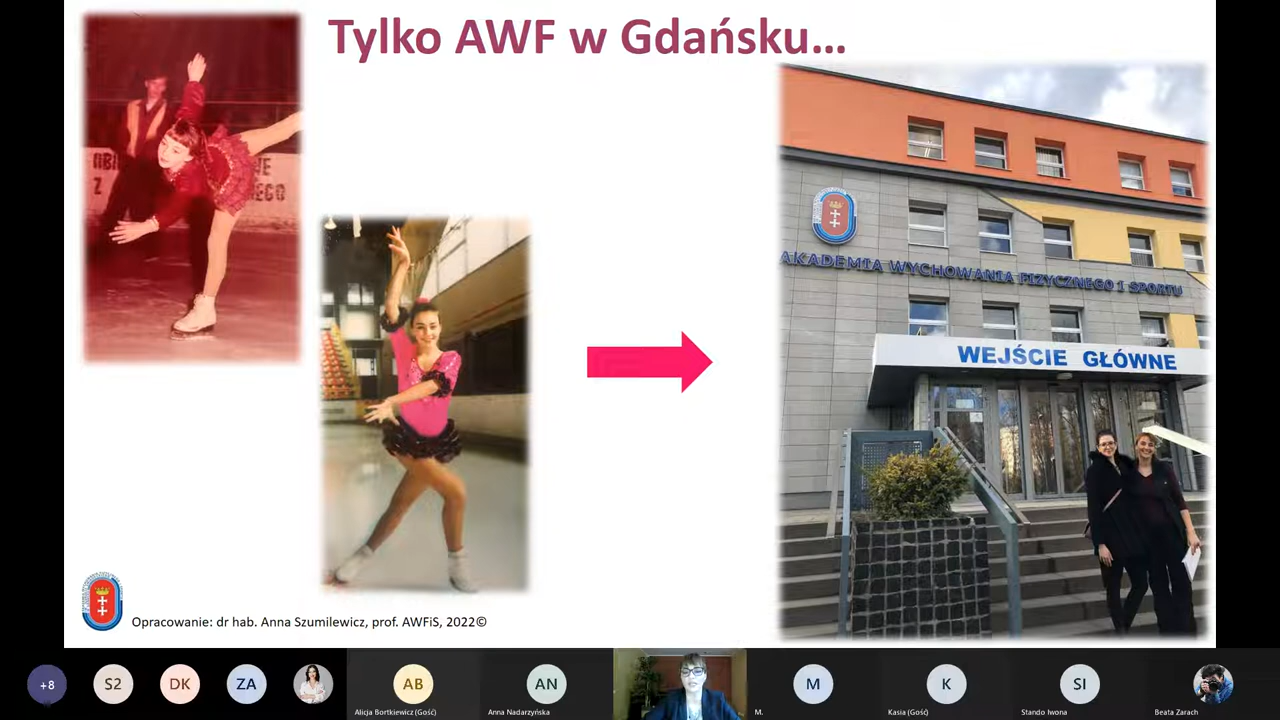 Tylko AWF w Gdańsku...
AKADEMIA WYCHOWANIA FIZYCZNEGO I SPORTU
WEJŚCIE GŁÓWNE
Opracowanie: dr hab. Anna Szumilewicz, prof. AWFiS, 2022©
+8
S2
DK
ZA
AB
AN
M
K
SI
Alicja Bortkiewicz (Gość)
Anna Nadarzyńska
M.
Kasia (Gość)
Stando Iwona
Beata Zarach